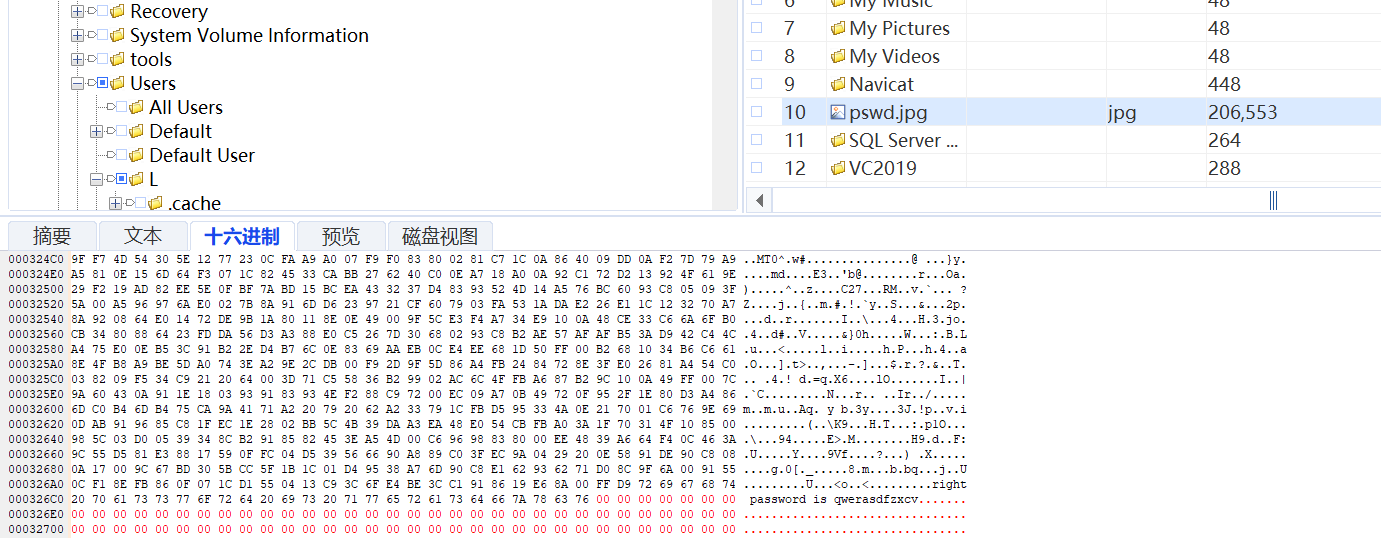 Recovery
System Volume Information
tools
Users
All Users
Default
Default User
L
.cache
6 My Music 48
7 My Pictures 48
8 My Videos 48
9 Navicat 448
10 pswd.jpg jpg 206,553
11 SQL Server ... 264
12 VC2019 288
摘要 文本 十六进制 预览 磁盘视图
000324C0 9F F7 4D 54 30 5E 12 77 23 0C FA A9 A0 07 F9 F0 83 80 02 81 C7 1C 0A 86 40 09 DD 0A F2 7D 79 A9 ..MT0^.w#...............@ ...}y.
000324E0 A5 81 0E 15 6D 64 F3 07 1C 82 45 33 CA BB 27 62 40 C0 0E A7 18 A0 0A 92 C1 72 D2 13 92 4F 61 9E ....md....E3..'b@........r...Oa.
00032500 29 F2 19 AD 82 EE 5E 0F BF 7A BD 15 BC EA 43 32 37 D4 83 93 52 4D 14 A5 76 BC 60 93 C8 05 09 3F ).....^..z....C27...RM..v.`... ?
00032520 5A 00 A5 96 97 6A E0 02 7B 8A 91 6D D6 23 97 21 CF 60 79 03 FA 53 1A DA E2 26 E1 1C 12 32 70 A7 Z....j..{..m.#.!.`y..S...&...2p.
00032540 8A 92 08 64 E0 14 72 DE 9B 1A 80 11 8E 0E 49 00 9F 5C E3 F4 A7 34 E9 10 0A 48 CE 33 C6 6A 6F B0 ...d..r.......I..\...4...H.3.jo.
00032560 CB 34 80 88 64 23 FD DA 56 D3 A3 88 E0 C5 26 7D 30 68 02 93 C8 B2 AE 57 AF AF B5 3A D9 42 C4 4C .4..d#..V.....&}0h.....W...:.B.L
00032580 A4 75 E0 0E B5 3C 91 B2 2E D4 B7 6C 0E 83 69 AA EB 0C E4 EE 68 1D 50 FF 00 B2 68 10 34 B6 C6 61 .u...<.....l..i.....h.P...h.4..a
000325A0 8E 4F B8 A9 BE 5D A0 74 3E A2 9E 2C DB 00 F2 2D 9F 5D 86 A4 FB 24 84 72 8E 3F E0 26 81 A4 54 C0 .O...].t>..,...-.]...$.r.?.&..T.
000325C0 03 82 09 F5 34 C9 21 20 64 00 3D 71 C5 58 36 B2 99 02 AC 6C 4F FB A6 87 B2 9C 10 0A 49 FF 00 7C .. .4.! d.=q.X6....lO.......I..|
000325E0 9A 60 43 0A 91 1E 18 03 93 91 83 93 4E F2 88 C9 72 00 EC 09 A7 0B 49 72 0F 95 2F 1E 80 D3 A4 86 .`C.........N...r.. ..Ir../.....
00032600 6D C0 B4 6D B4 75 CA 9A 41 71 A2 20 79 20 62 A2 33 79 1C FB D5 95 33 4A 0E 21 70 01 C6 76 9E 69 m..m.u..Aq. y b.3y....3J.!p..v.i
00032620 0D AB 91 96 85 C8 1F EC 1E 28 02 BB 5C 4B 39 DA A3 EA 48 E0 54 CB FB A0 3A 1F 70 31 4F 10 85 00 .........(..\K9...H.T...:.p1O...
00032640 98 5C 03 D0 05 39 34 8C B2 91 85 82 45 3E A5 4D 00 C6 96 98 83 80 00 EE 48 39 A6 64 F4 0C 46 3A .\...94.....E>.M........H9.d..F:
00032660 9C 55 D5 81 E3 88 17 59 0F FC 04 D5 39 56 66 90 A8 89 C0 3F EC 9A 04 29 20 0E 58 91 DE 90 C8 08 .U.....Y....9Vf....?...) .X.....
00032680 0A 17 00 9C 67 BD 30 5B CC 5F 1B 1C 01 D4 95 38 A7 6D 90 C8 E1 62 93 62 71 D0 8C 9F 6A 00 91 55 ....g.0[._.....8.m...b.bq...j..U
000326A0 0C F1 8E FB 86 0F 07 1C D1 55 04 13 C9 3C 6F E4 BE 3C C1 91 86 19 E6 8A 00 FF D9 72 69 67 68 74 .........U...<o..<.........right
000326C0 20 70 61 73 73 77 6F 72 64 20 69 73 20 71 77 65 72 61 73 64 66 7A 78 63 76 00 00 00 00 00 00 00 password is qwerasdfzxcv.......
000326E0 00 00 00 00 00 00 00 00 00 00 00 00 00 00 00 00 00 00 00 00 00 00 00 00 00 00 00 00 00 00 00 00 ................................
00032700 00 00 00 00 00 00 00 00 00 00 00 00 00 00 00 00 00 00 00 00 00 00 00 00 00 00 00 00 00 00 00 00 ................................